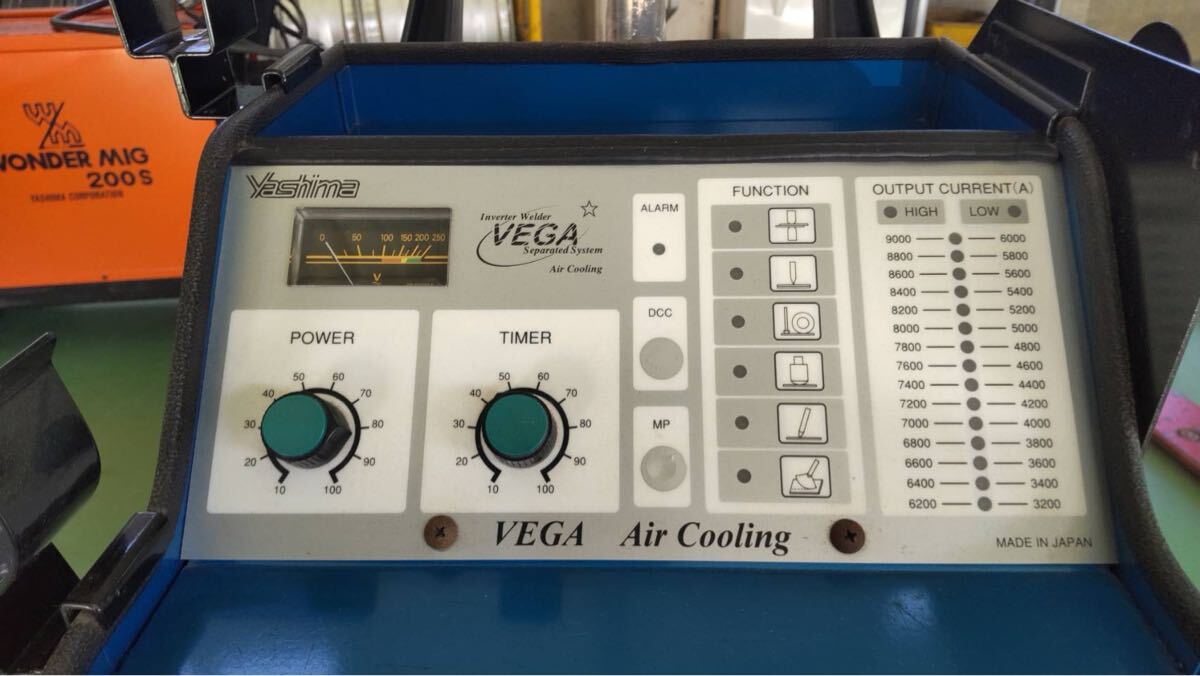 WONDER MIG
200S
YASHIMA CORPORATION
Yashima
0 50 100 150 200 250
V
Inverter Welder
VEGA
Separated System
Air Cooling
POWER
10 20 30 40 50 60 70 80 90 100
TIMER
10 20 30 40 50 60 70 80 90 100
ALARM
DCC
MP
FUNCTION
OUTPUT CURRENT(A)
HIGH LOW
9000 6000
8800 5800
8600 5600
8400 5400
8200 5200
8000 5000
7800 4800
7600 4600
7400 4400
7200 4200
7000 4000
6800 3800
6600 3600
6400 3400
6200 3200
VEGA Air Cooling
MADE IN JAPAN